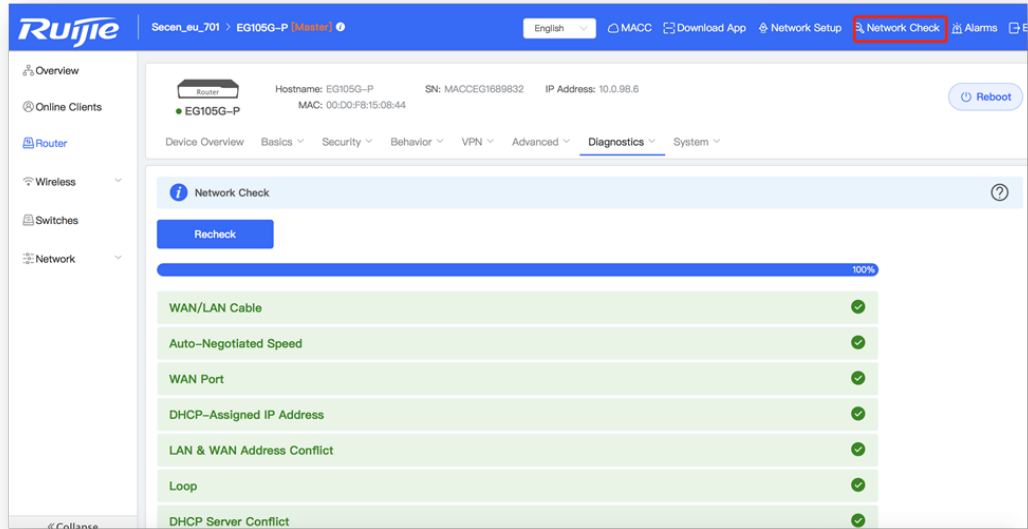 Ruijie
Secen_eu_701 > EG105G-P [Master]
English
MACC
Download App
Network Setup
Network Check
Alarms
Overview
Online Clients
Router
Wireless
Switches
Network
Collapse
Router
EG105G-P
Hostname: EG105G-P
SN: MACCEG1689832
IP Address: 10.0.98.6
MAC: 00:D0:F8:15:08:44
Reboot
Device Overview
Basics
Security
Behavior
VPN
Advanced
Diagnostics
System
Network Check
Recheck
100%
WAN/LAN Cable
Auto-Negotiated Speed
WAN Port
DHCP-Assigned IP Address
LAN & WAN Address Conflict
Loop
DHCP Server Conflict